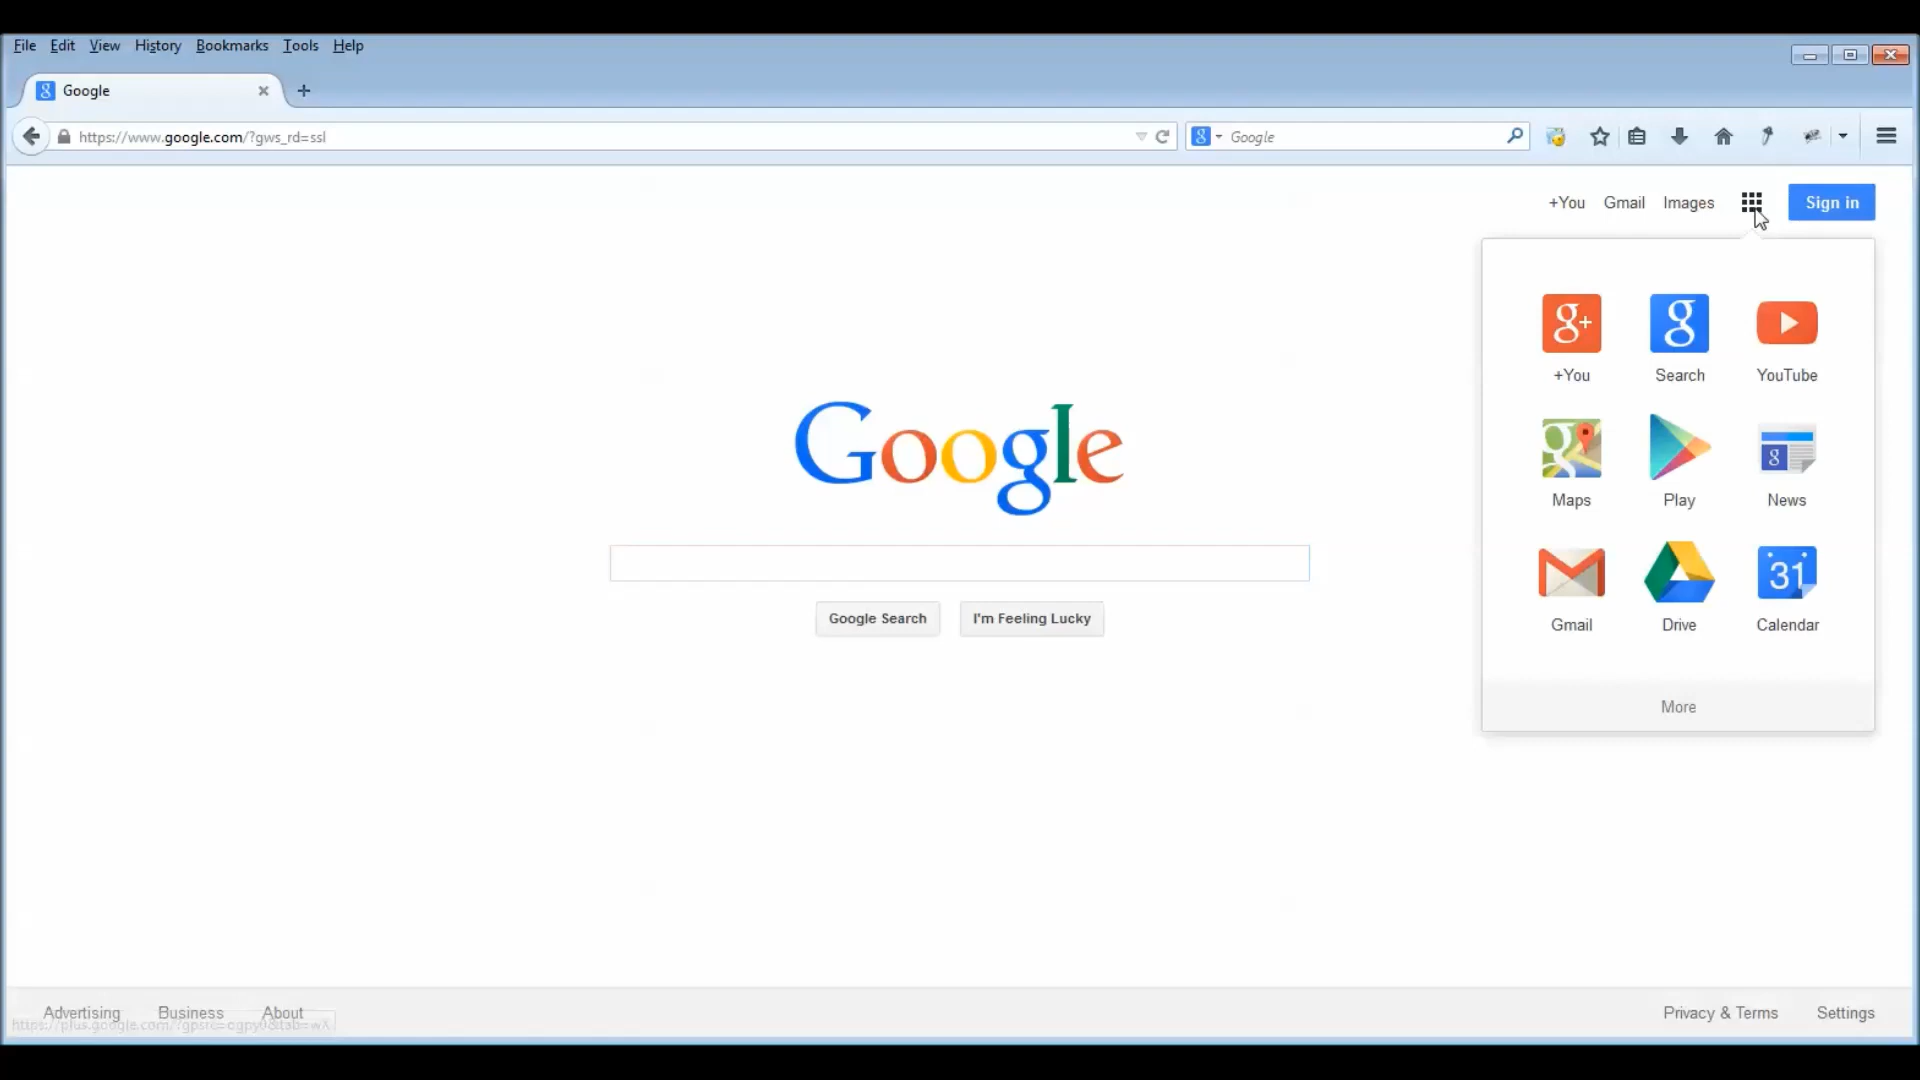 File Edit View History Bookmarks Tools Help
Google
https://www.google.com/?gws_rd=ssl
Google
+You Gmail Images Sign in
+You Search YouTube
Maps Play News
31
Gmail Drive Calendar
More
Google
Google Search I'm Feeling Lucky
Advertising Business About
Privacy & Terms Settings